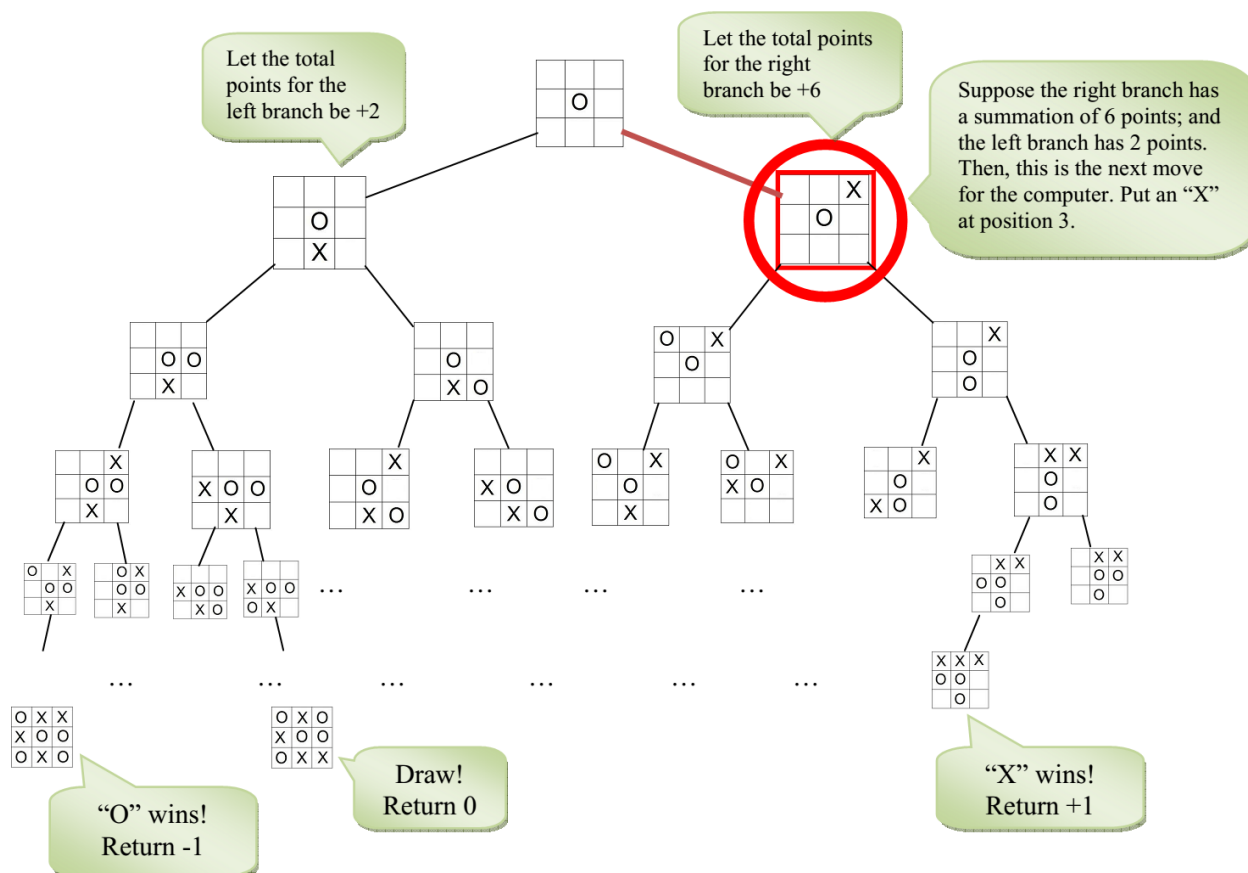 Let the total
points for the
left branch be +2
Let the total points
for the right
branch be +6
Suppose the right branch has
a summation of 6 points; and
the left branch has 2 points.
Then, this is the next move
for the computer. Put an “X”
at position 3.
O
O
X
X
O
O O
X
O
X O
O X
O
X
O
O
X
O O
X
X O O
X
X
O
X O
X O
X O
O X
O
X
O X
X O
X
O
X O
X X
O
O
O X
O O
X
O X
O O
X
X O O
X O
X O O
O X
...
...
...
...
X X
O O
O
X X
O O
O
...
...
...
...
...
...
X X X
O O
O
O X X
X O O
O X O
O X O
X O O
O X X
“O” wins!
Return -1
Draw!
Return 0
“X” wins!
Return +1